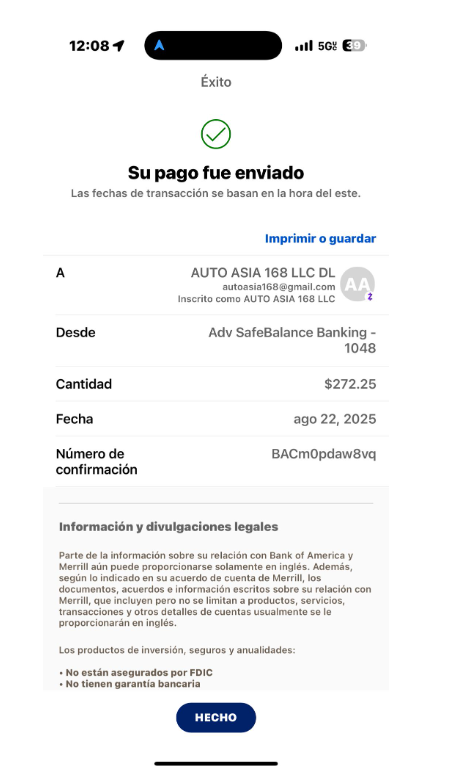 12:08 5G 39
Éxito
Su pago fue enviado
Las fechas de transacción se basan en la hora del este.
Imprimir o guardar
A AUTO ASIA 168 LLC DL
autoasia168@gmail.com
Inscrito como AUTO ASIA 168 LLC
AA
Desde Adv SafeBalance Banking -
1048
Cantidad $272.25
Fecha ago 22, 2025
Número de BACm0pdaw8vq
confirmación
Información y divulgaciones legales
Parte de la información sobre su relación con Bank of America y
Merrill aún puede proporcionarse solamente en inglés. Además,
según lo indicado en su acuerdo de cuenta de Merrill, los
documentos, acuerdos e información escritos sobre su relación con
Merrill, que incluyen pero no se limitan a productos, servicios,
transacciones y otros detalles de cuentas usualmente se le
proporcionarán en inglés.
Los productos de inversión, seguros y anualidades:
• No están asegurados por FDIC
• No tienen garantía bancaria
HECHO